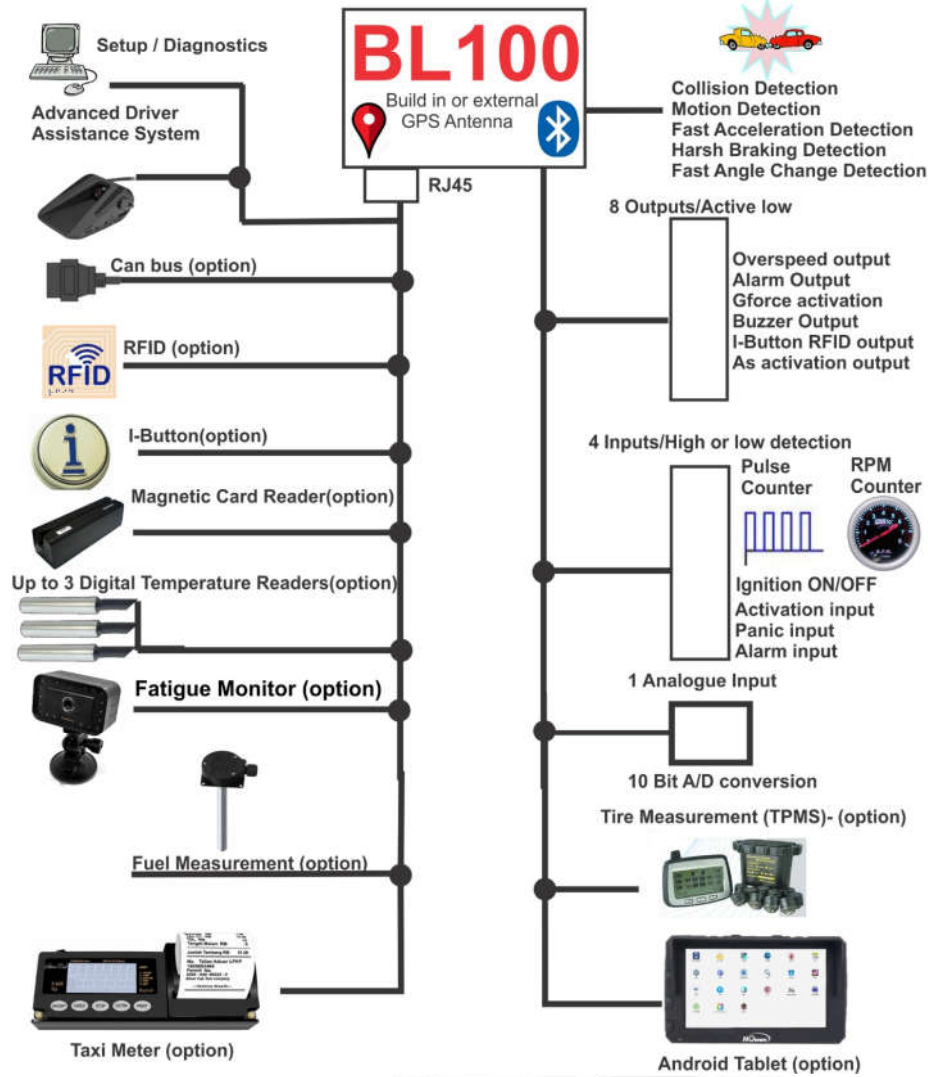 BL100
Build in or external
GPS Antenna
RJ45
Setup / Diagnostics
Advanced Driver
Assistance System
Can bus (option)
RFID (option)
RFID
I-Button(option)
i
Magnetic Card Reader(option)
Up to 3 Digital Temperature Readers(option)
Fatigue Monitor (option)
Fuel Measurement (option)
Taxi Meter (option)
Collision Detection
Motion Detection
Fast Acceleration Detection
Harsh Braking Detection
Fast Angle Change Detection
8 Outputs/Active low
Overspeed output
Alarm Output
Gforce activation
Buzzer Output
I-Button RFID output
As activation output
4 Inputs/High or low detection
Pulse
Counter
RPM
Counter
Ignition ON/OFF
Activation input
Panic input
Alarm input
1 Analogue Input
10 Bit A/D conversion
Tire Measurement (TPMS)- (option)
Android Tablet (option)